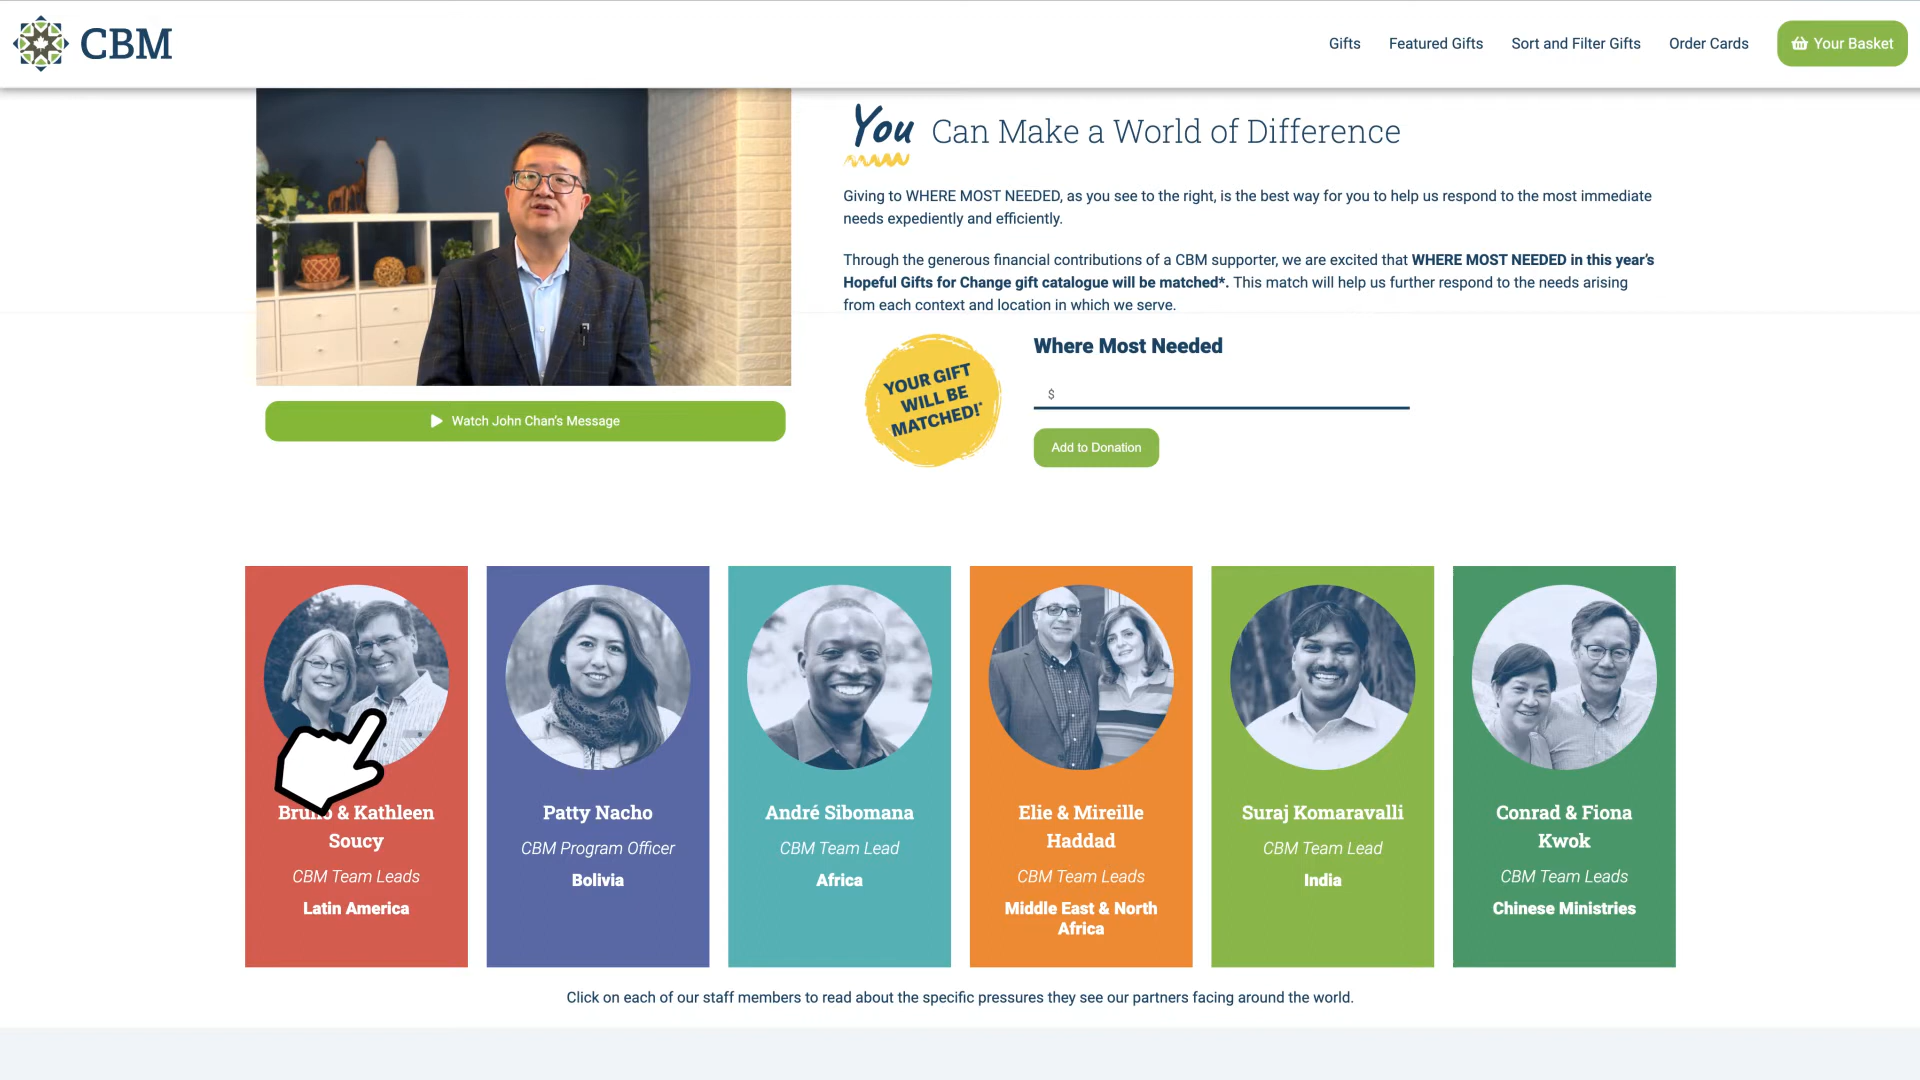 CBM
Gifts
Featured Gifts
Sort and Filter Gifts
Order Cards
Your Basket
You Can Make a World of Difference
Giving to WHERE MOST NEEDED, as you see to the right, is the best way for you to help us respond to the most immediate
needs expediently and efficiently.
Through the generous financial contributions of a CBM supporter, we are excited that WHERE MOST NEEDED in this year's
Hopeful Gifts for Change gift catalogue will be matched*. This match will help us further respond to the needs arising
from each context and location in which we serve.
Watch John Chan's Message
YOUR GIFT
WILL BE
MATCHED!*
Where Most Needed
$
Add to Donation
Bruno & Kathleen
Soucy
CBM Team Leads
Latin America
Patty Nacho
CBM Program Officer
Bolivia
André Sibomana
CBM Team Lead
Africa
Elie & Mireille
Haddad
CBM Team Leads
Middle East & North
Africa
Suraj Komaravalli
CBM Team Lead
India
Conrad & Fiona
Kwok
CBM Team Leads
Chinese Ministries
Click on each of our staff members to read about the specific pressures they see our partners facing around the world.